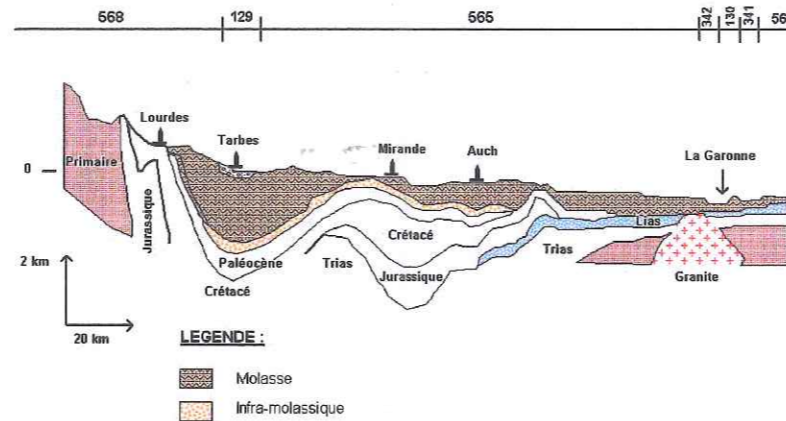 568 129 565 342 130 341 56
Lourdes
Tarbes
Mirande
Auch
La Garonne
0
Primaire
Jurassique
Lias
Crétacé
Paléocène
Trias
Trias
2 km
Crétacé
Jurassique
Granite
20 km
LEGENDE :
Molasse
Infra-molassique